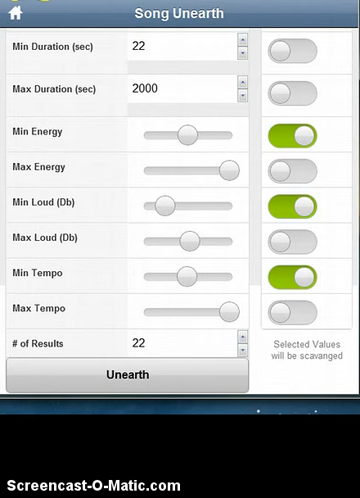 Song Unearth
Min Duration (sec) 22
Max Duration (sec) 2000
Min Energy
Max Energy
Min Loud (Db)
Max Loud (Db)
Min Tempo
Max Tempo
# of Results 22
Selected Values
will be scavanged
Unearth
Screencast-O-Matic.com